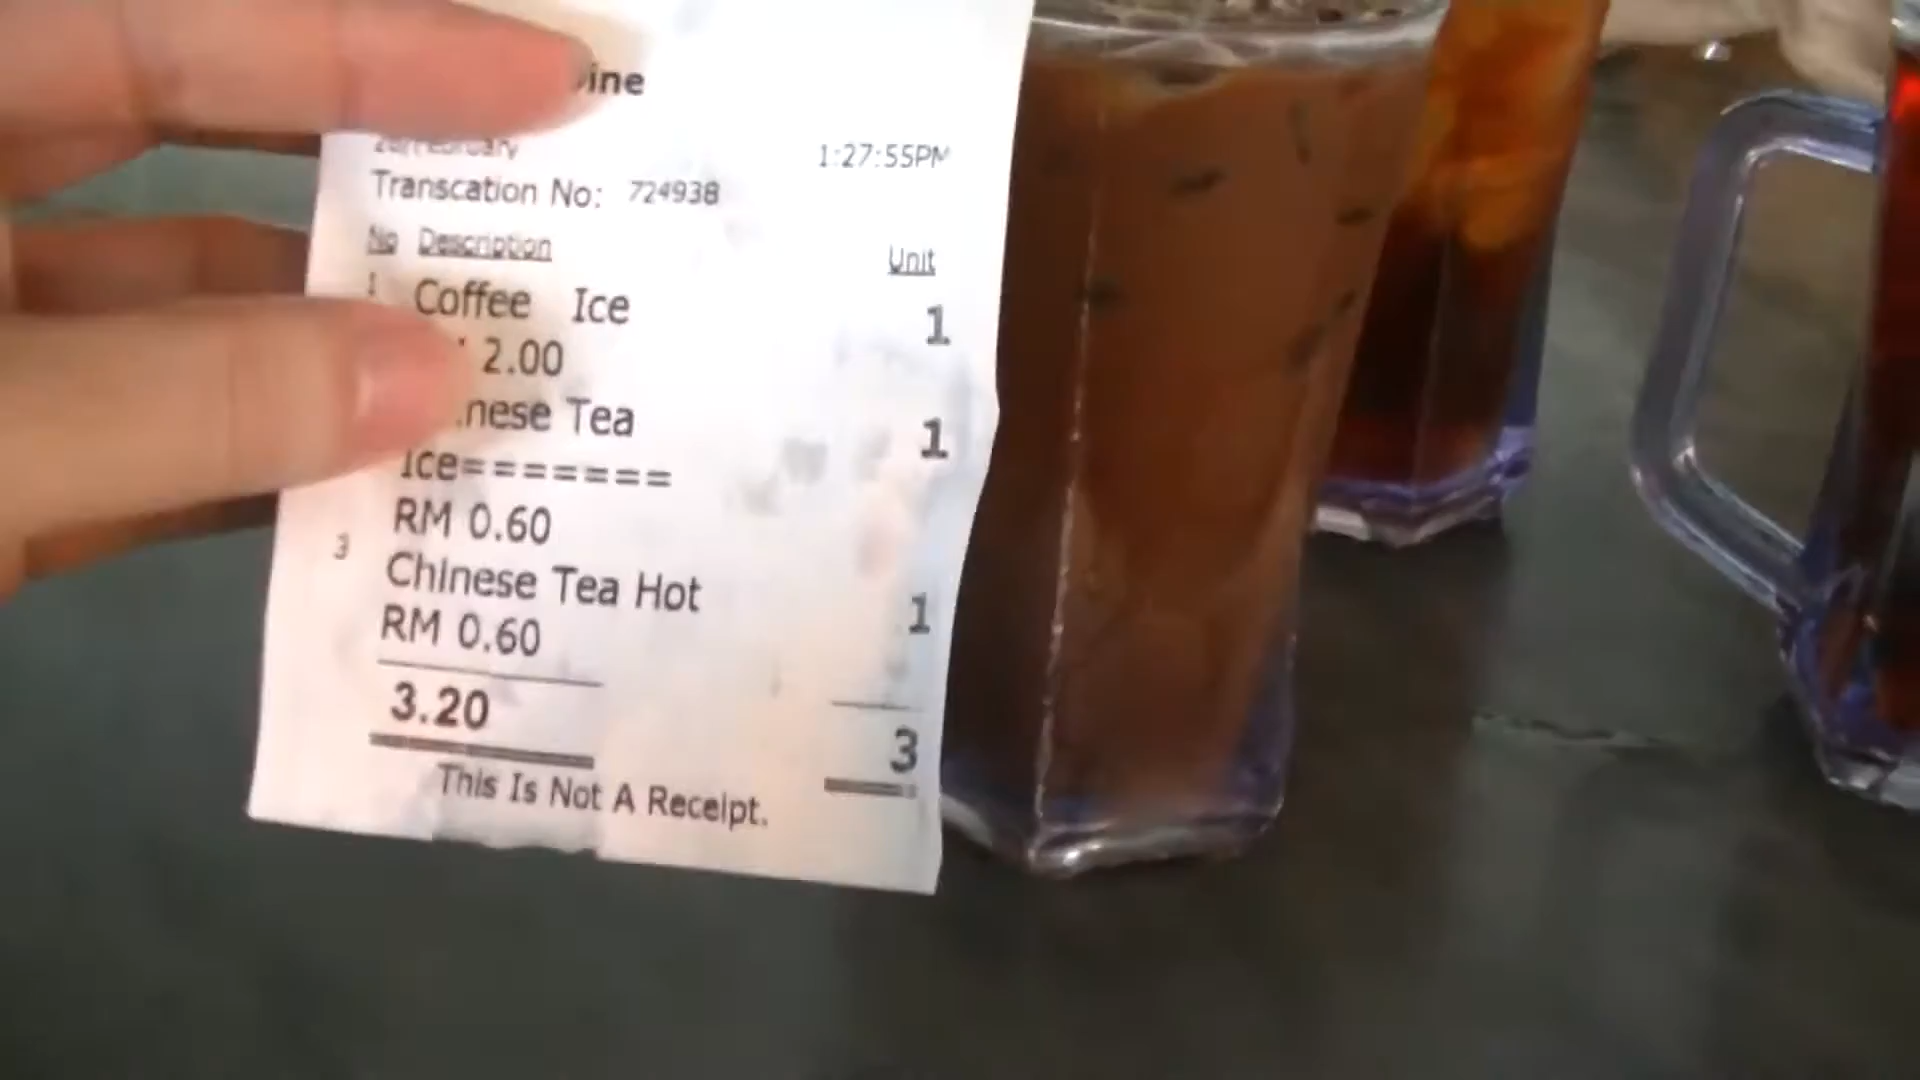 1:27:55PM
Transcation No: 724938
No Description Unit
1 Coffee Ice 1
2.00
Tea 1
Ice=======
RM 0.60
3 Chinese Tea Hot 1
RM 0.60
3.20 3
This Is Not A Receipt.